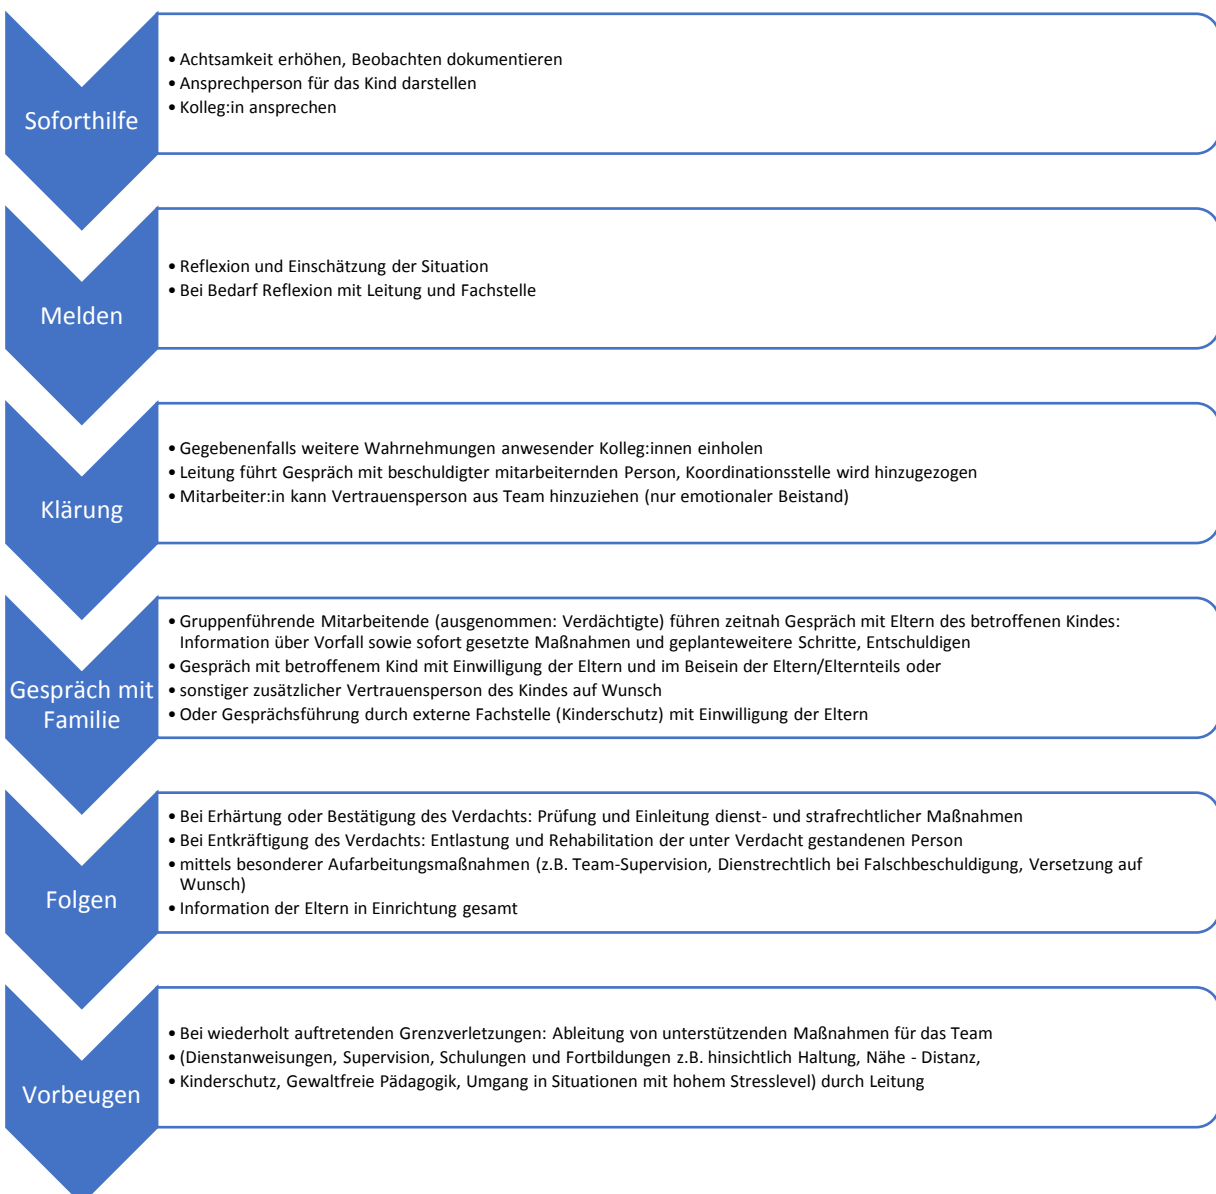 Soforthilfe
• Achtsamkeit erhöhen, Beobachten dokumentieren
• Ansprechperson für das Kind darstellen
• Kolleg:in ansprechen
Melden
• Reflexion und Einschätzung der Situation
• Bei Bedarf Reflexion mit Leitung und Fachstelle
Klärung
• Gegebenenfalls weitere Wahrnehmungen anwesender Kolleg:innen einholen
• Leitung führt Gespräch mit beschuldigter mitarbeiternden Person, Koordinationsstelle wird hinzugezogen
• Mitarbeiter:in kann Vertrauensperson aus Team hinzuziehen (nur emotionaler Beistand)
Gespräch mit
Familie
• Gruppenführende Mitarbeitende (ausgenommen: Verdächtigte) führen zeitnah Gespräch mit Eltern des betroffenen Kindes:
Information über Vorfall sowie sofort gesetzte Maßnahmen und geplanteweitere Schritte, Entschuldigen
• Gespräch mit betroffenem Kind mit Einwilligung der Eltern und im Beisein der Eltern/Elternteils oder
• sonstiger zusätzlicher Vertrauensperson des Kindes auf Wunsch
• Oder Gesprächsführung durch externe Fachstelle (Kinderschutz) mit Einwilligung der Eltern
Folgen
• Bei Erhärtung oder Bestätigung des Verdachts: Prüfung und Einleitung dienst- und strafrechtlicher Maßnahmen
• Bei Entkräftigung des Verdachts: Entlastung und Rehabilitation der unter Verdacht gestandenen Person
• mittels besonderer Aufarbeitungsmaßnahmen (z.B. Team-Supervision, Dienstrechtlich bei Falschbeschuldigung, Versetzung auf
Wunsch)
• Information der Eltern in Einrichtung gesamt
Vorbeugen
• Bei wiederholt auftretenden Grenzverletzungen: Ableitung von unterstützenden Maßnahmen für das Team
• (Dienstanweisungen, Supervision, Schulungen und Fortbildungen z.B. hinsichtlich Haltung, Nähe - Distanz,
• Kinderschutz, Gewaltfreie Pädagogik, Umgang in Situationen mit hohem Stresslevel) durch Leitung